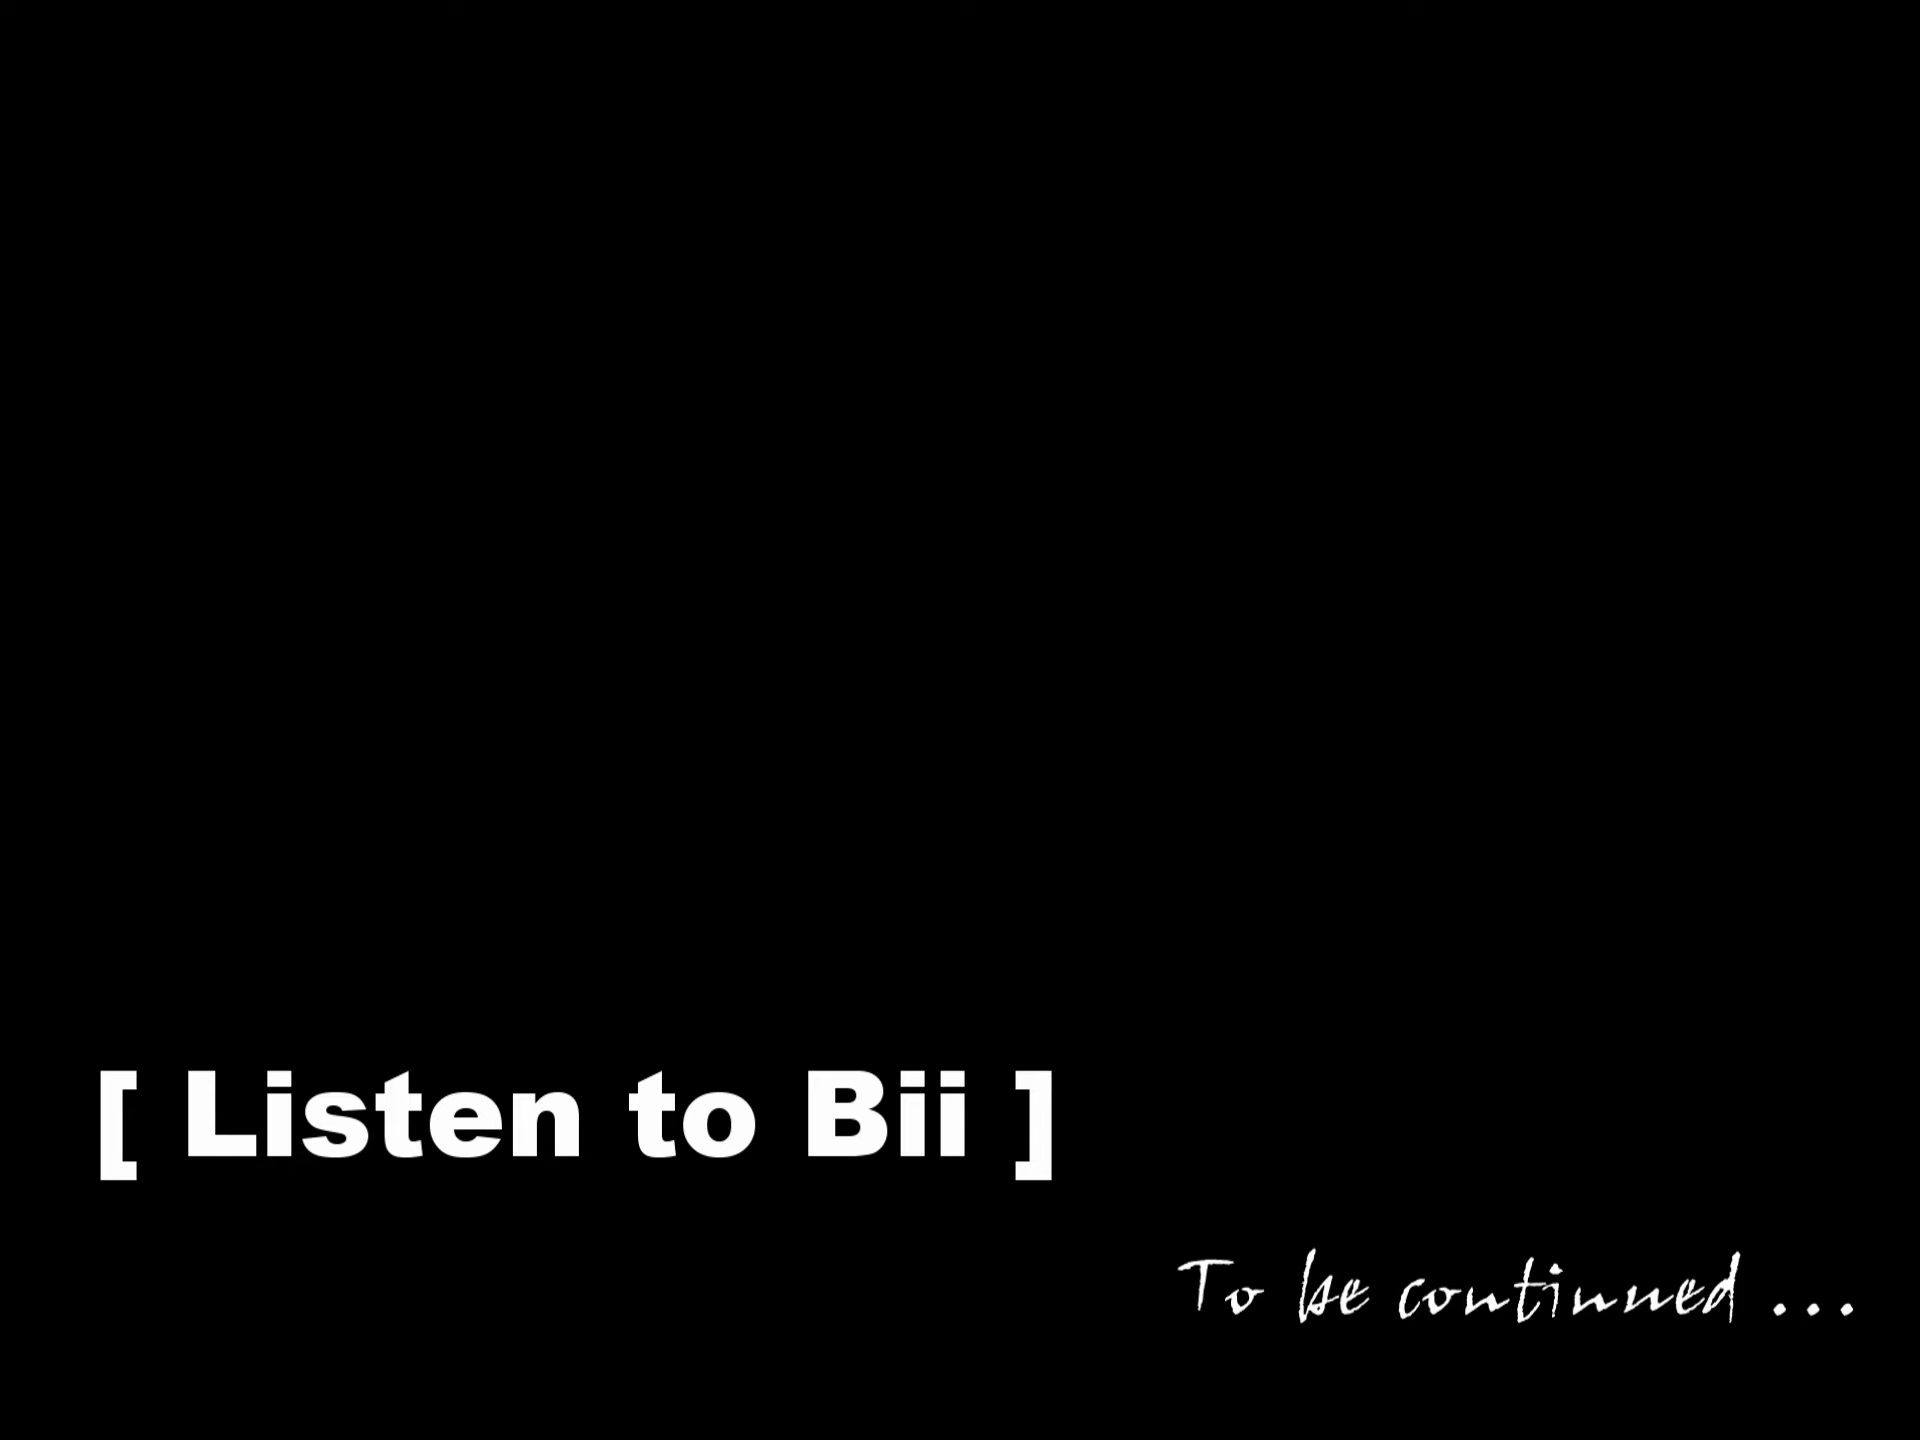 [ Listen to Bii ]
To be continued ...